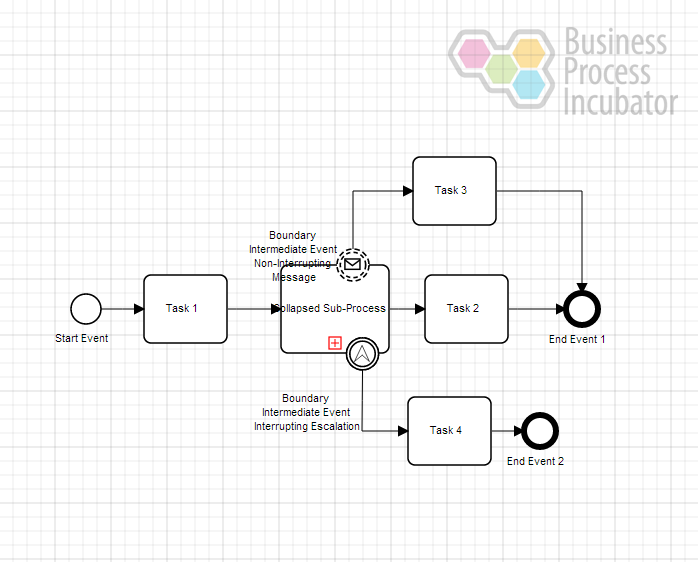 Business
Process
Incubator
Task 3
Boundary
Intermediate Event
Non-Interrupting
Message
Task 1
Collapsed Sub-Process
Task 2
Start Event
End Event 1
Boundary
Intermediate Event
Interrupting Escalation
Task 4
End Event 2